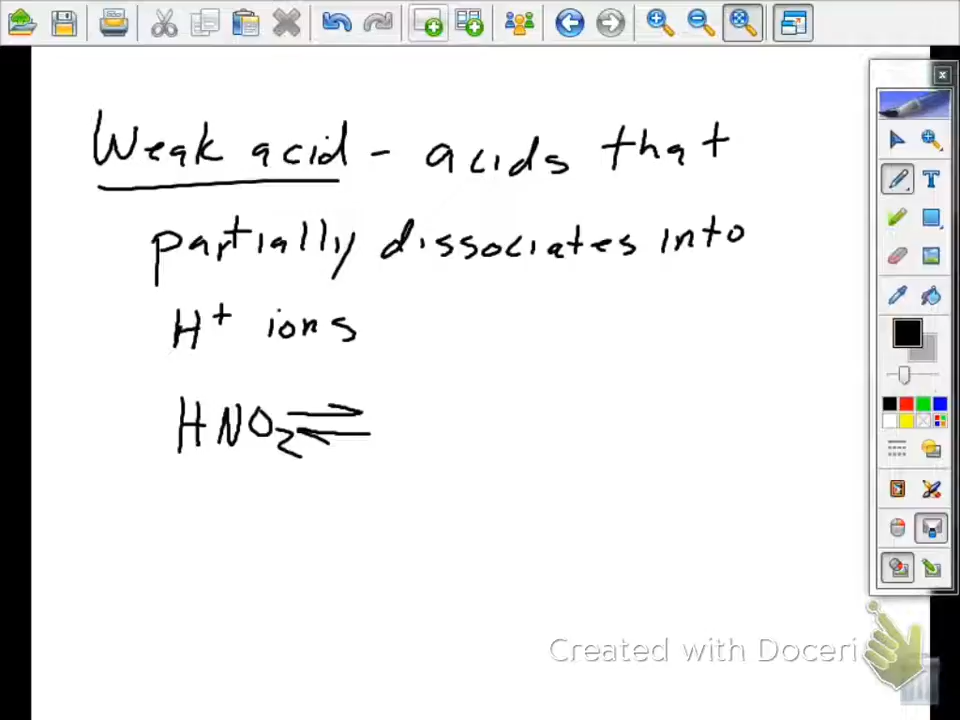 Weak acid - acids that
partially dissociates into
H⁺ ions
HNO₂ ⇌
Created with Doceri